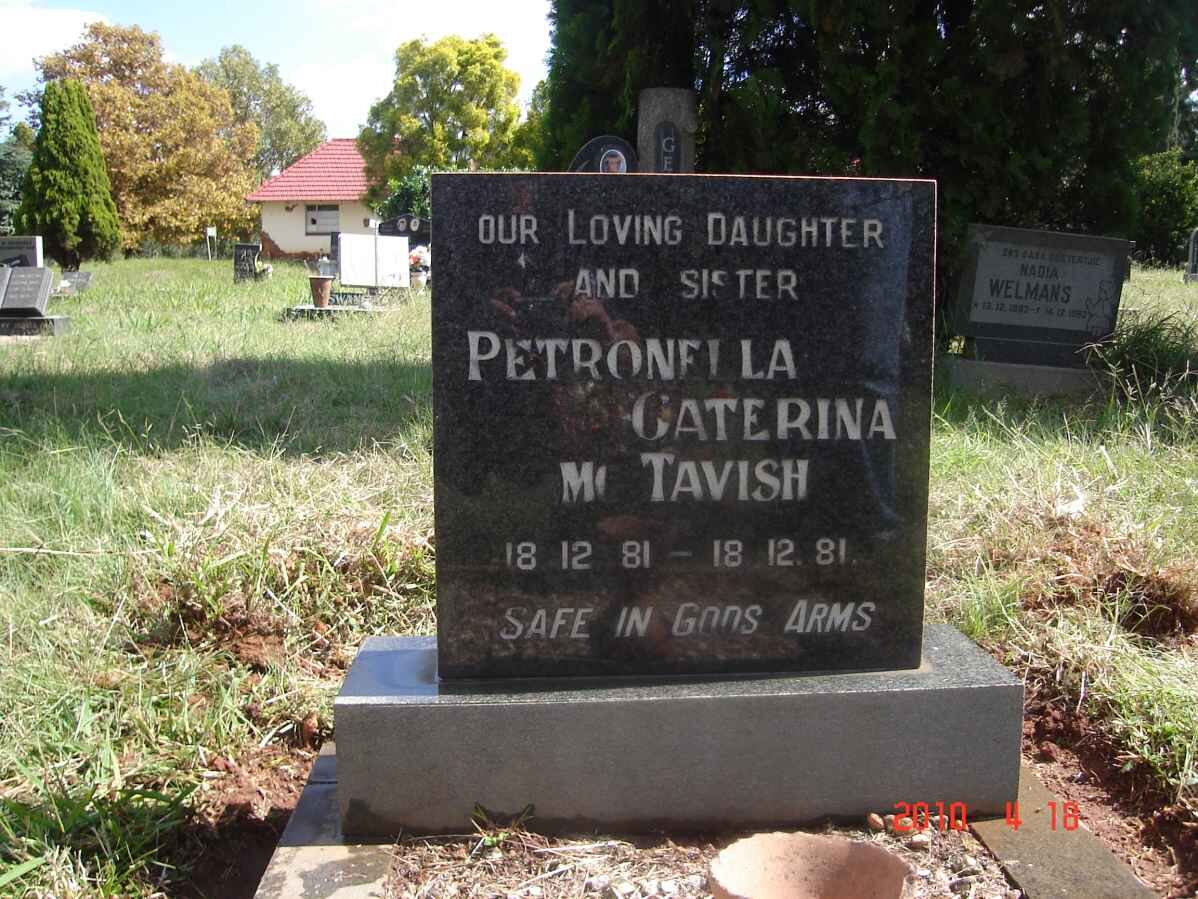 OUR LOVING DAUGHTER
AND SISTER
PETRONELLA
CATERINA
MC TAVISH
18 12 81 - 18 12. 81.
SAFE IN GODS ARMS
NADIA
WELMANS
2010 4 18